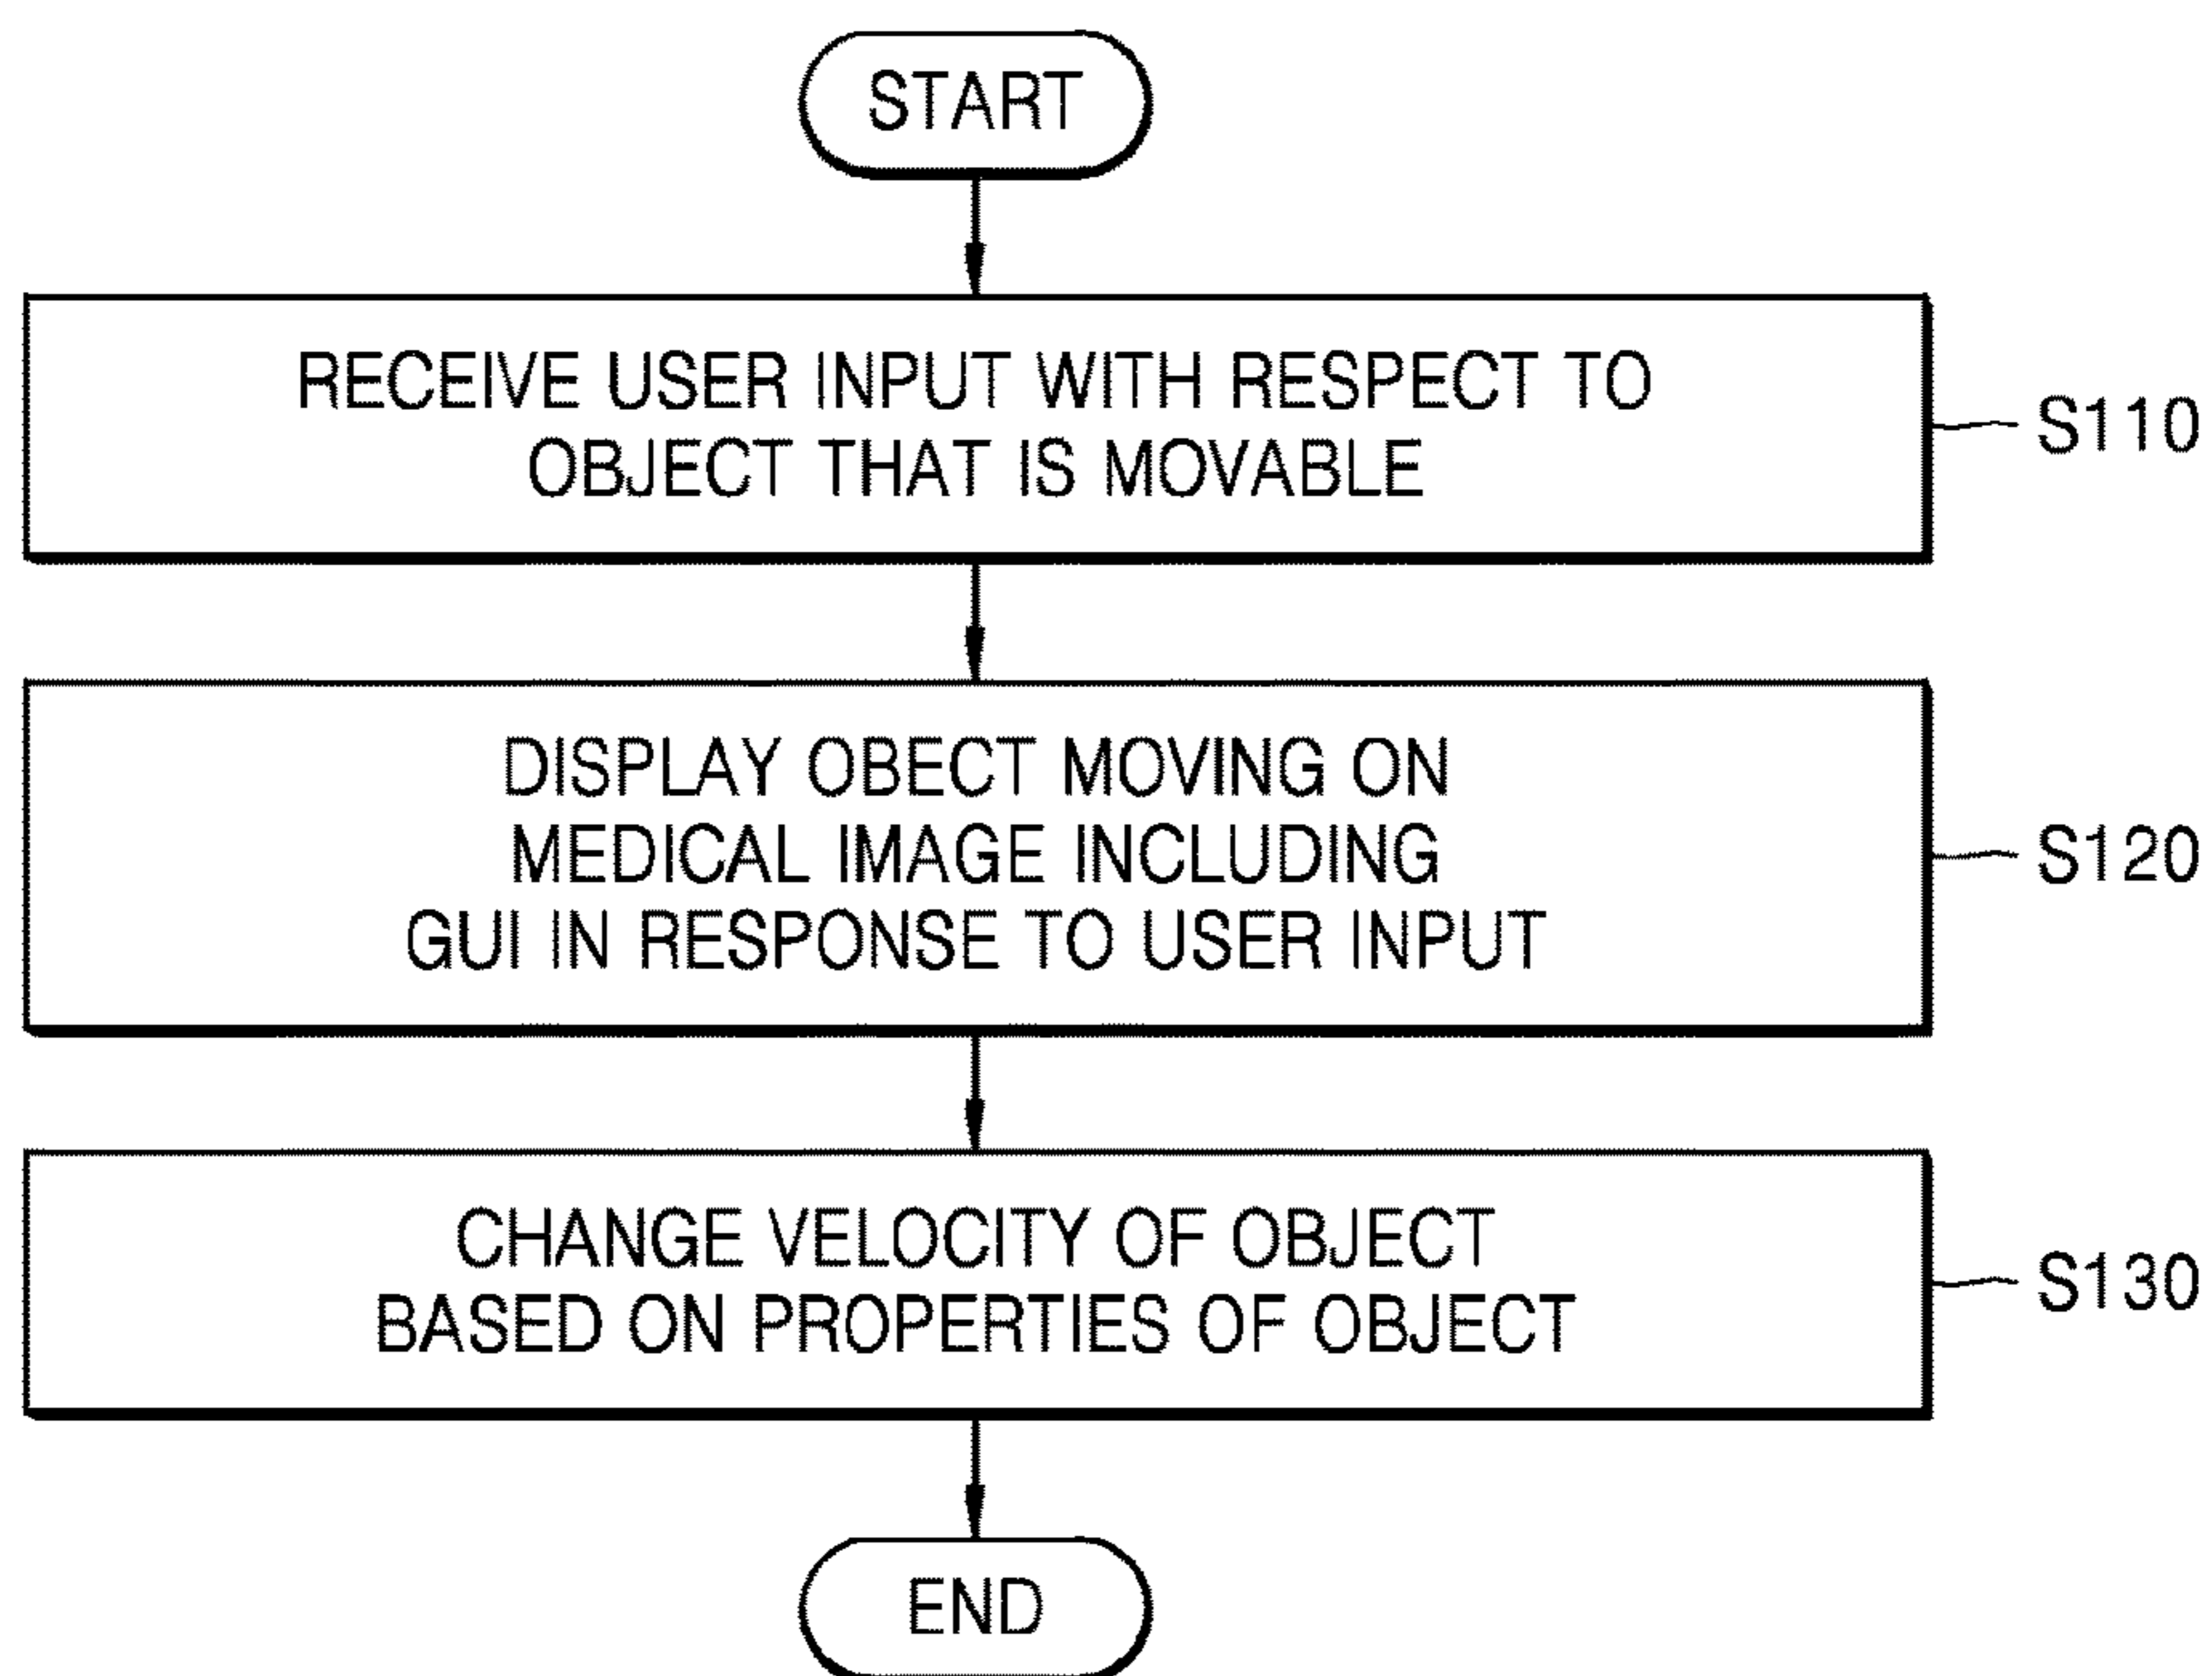 START
RECEIVE USER INPUT WITH RESPECT TO
OBJECT THAT IS MOVABLE
S110
DISPLAY OBECT MOVING ON
MEDICAL IMAGE INCLUDING
GUI IN RESPONSE TO USER INPUT
S120
CHANGE VELOCITY OF OBJECT
BASED ON PROPERTIES OF OBJECT
S130
END